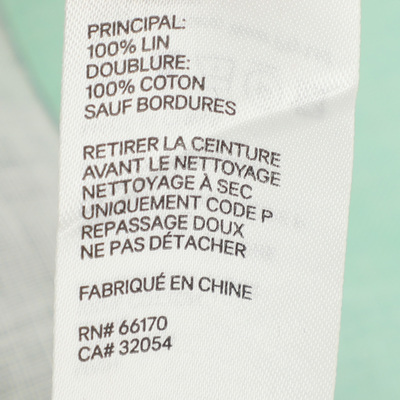 PRINCIPAL:
100% LIN
DOUBLURE:
100% COTON
SAUF BORDURES
RETIRER LA CEINTURE
AVANT LE NETTOYAGE
NETTOYAGE À SEC
UNIQUEMENT CODE P
REPASSAGE DOUX
NE PAS DÉTACHER
FABRIQUÉ EN CHINE
RN# 66170
CA# 32054